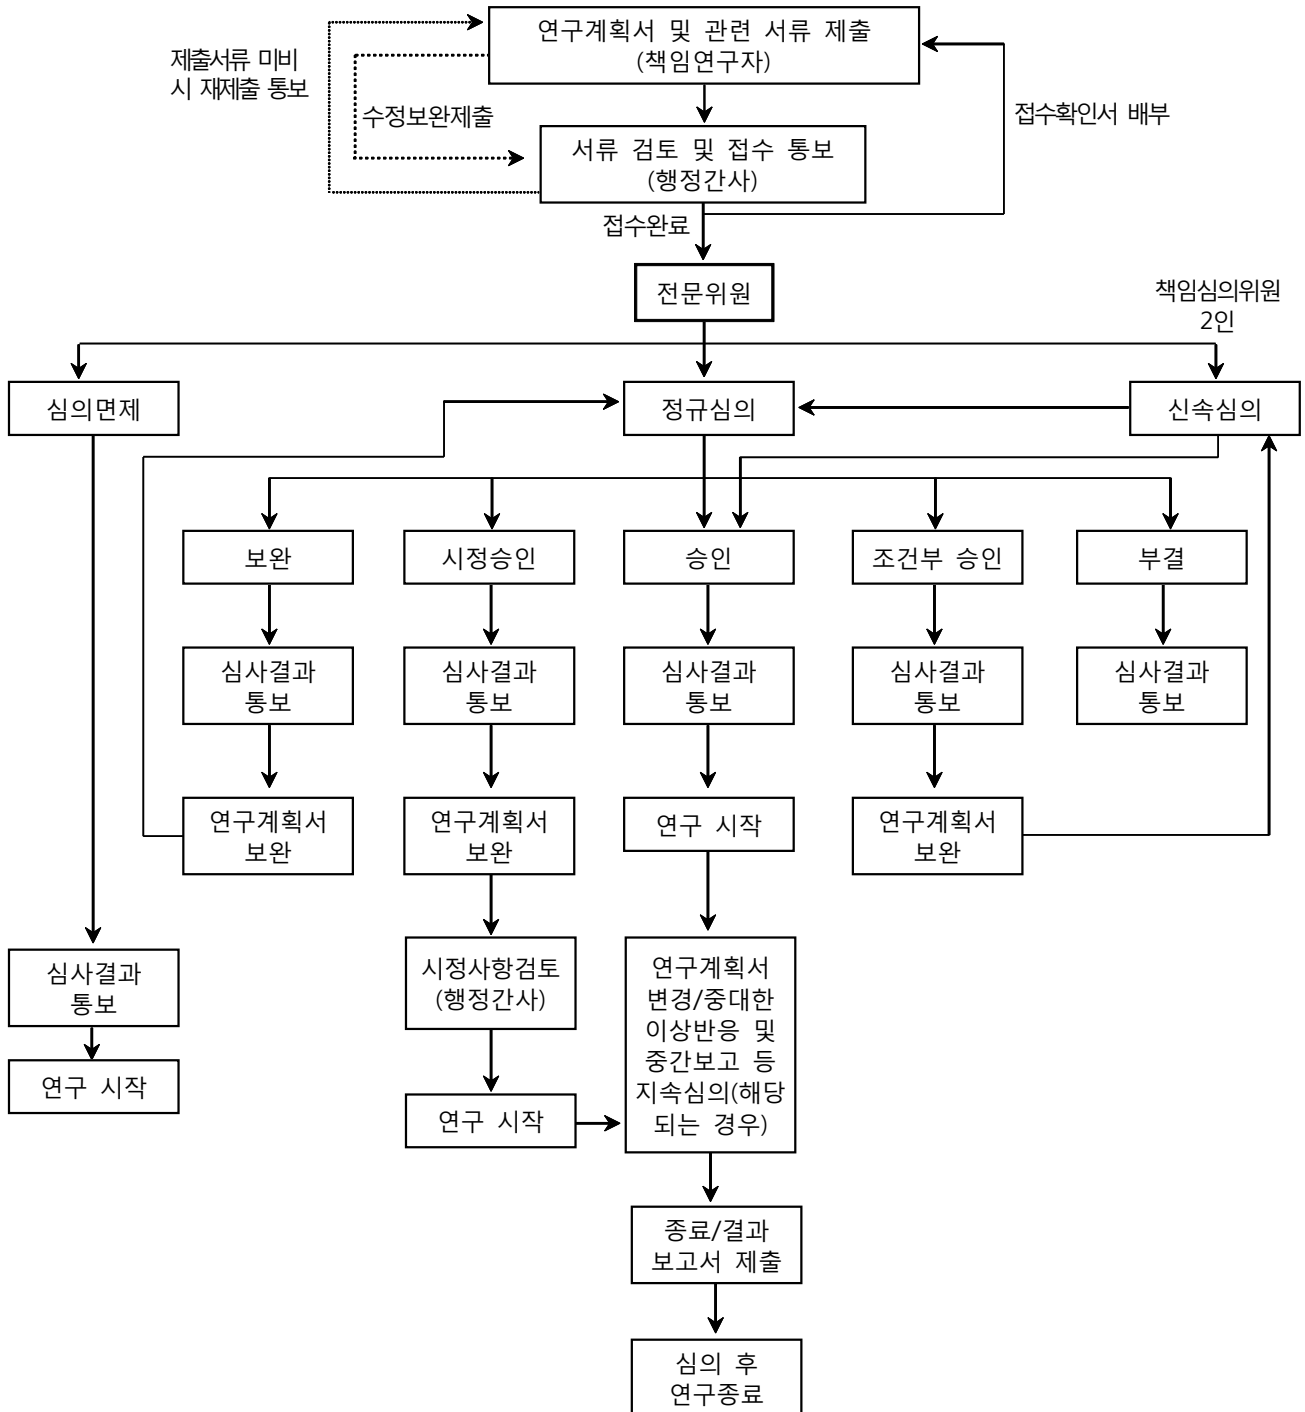 연구계획서 및 관련 서류 제출
(책임연구자)
제출서류 미비
시 재제출 통보
수정보완제출
접수확인서 배부
서류 검토 및 접수 통보
(행정간사)
접수완료
전문위원
책임심의위원
2인
심의면제
정규심의
신속심의
보완
시정승인
승인
조건부 승인
부결
심사결과
통보
심사결과
통보
심사결과
통보
심사결과
통보
심사결과
통보
연구계획서
보완
연구계획서
보완
연구 시작
연구계획서
보완
심사결과
통보
시정사항검토
(행정간사)
연구계획서
변경/중대한
이상반응 및
중간보고 등
지속심의(해당
되는 경우)
연구 시작
연구 시작
종료/결과
보고서 제출
심의 후
연구종료